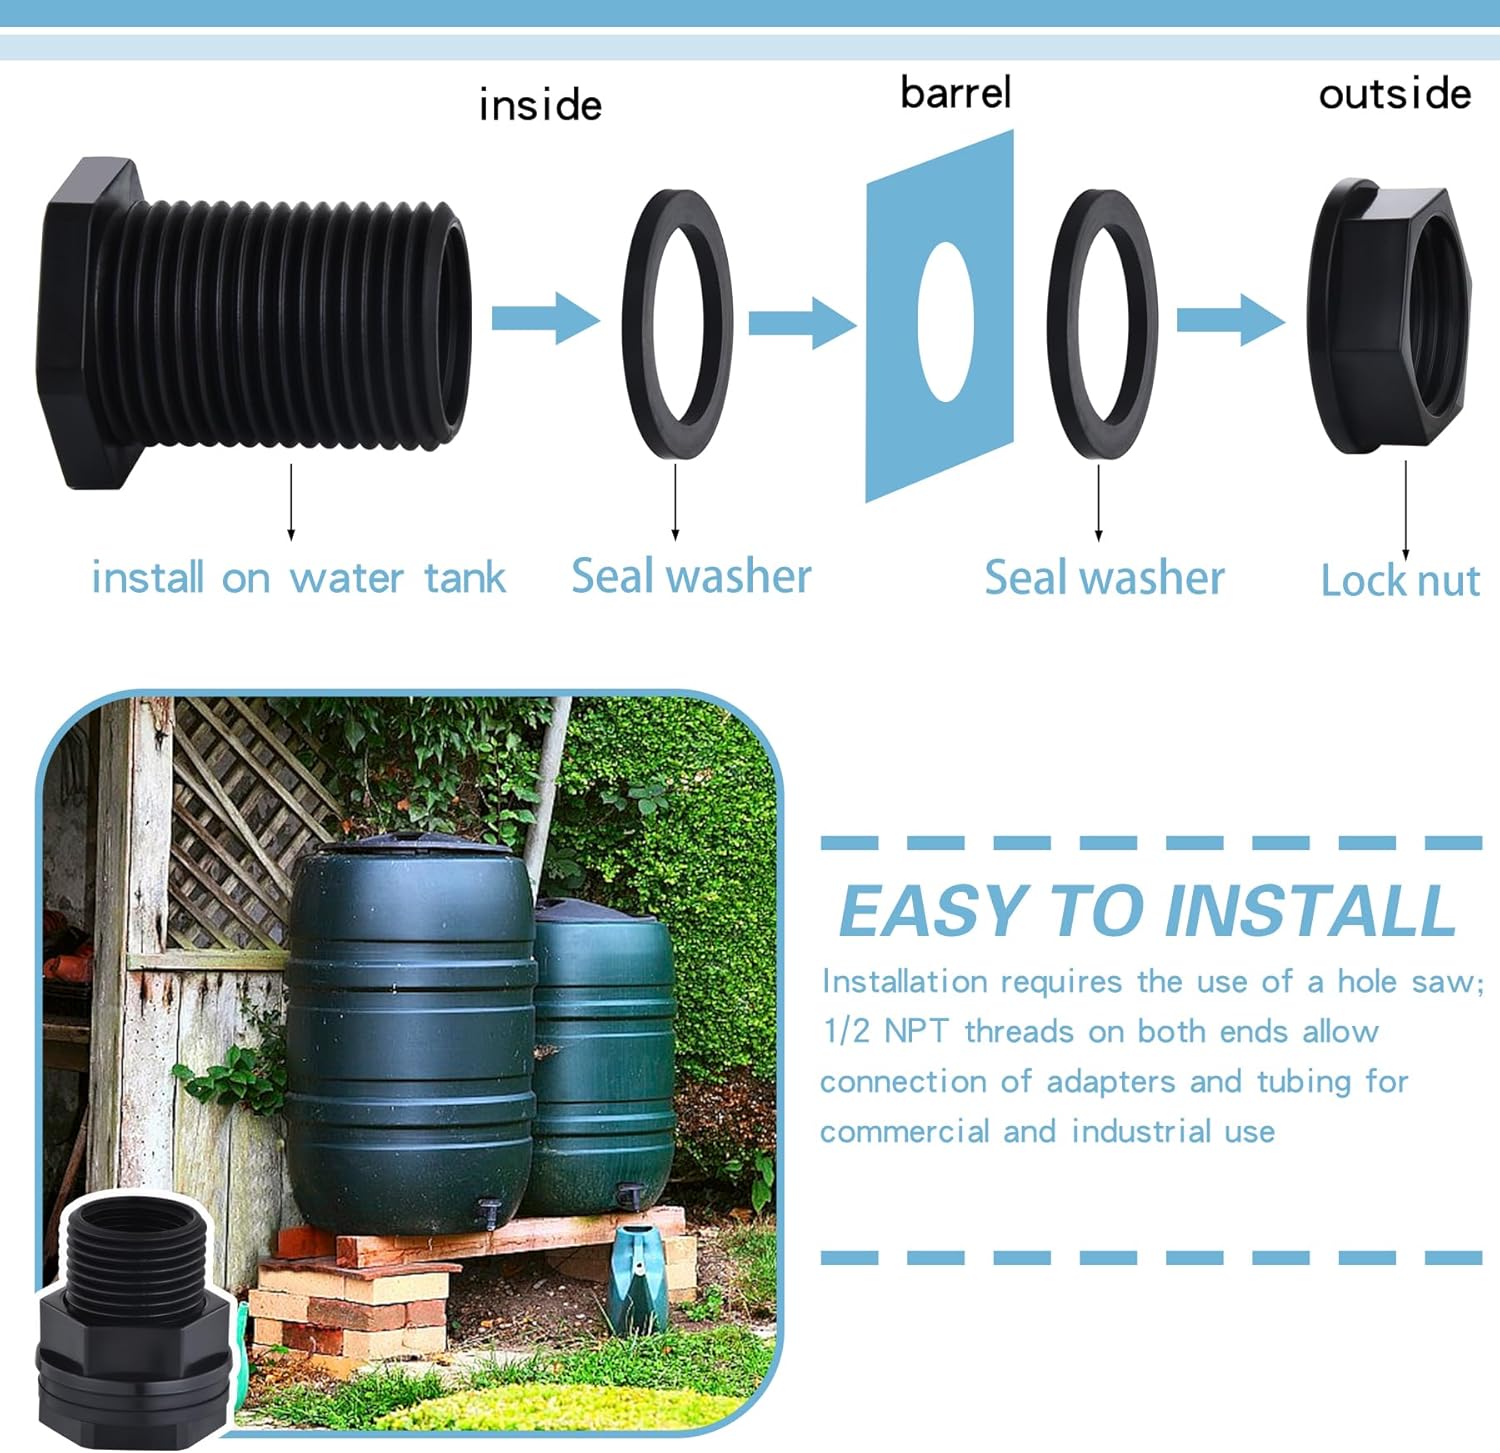 inside
barrel
outside
install on water tank
Seal washer
Seal washer
Lock nut
EASY TO INSTALL
Installation requires the use of a hole saw;
1/2 NPT threads on both ends allow
connection of adapters and tubing for
commercial and industrial use